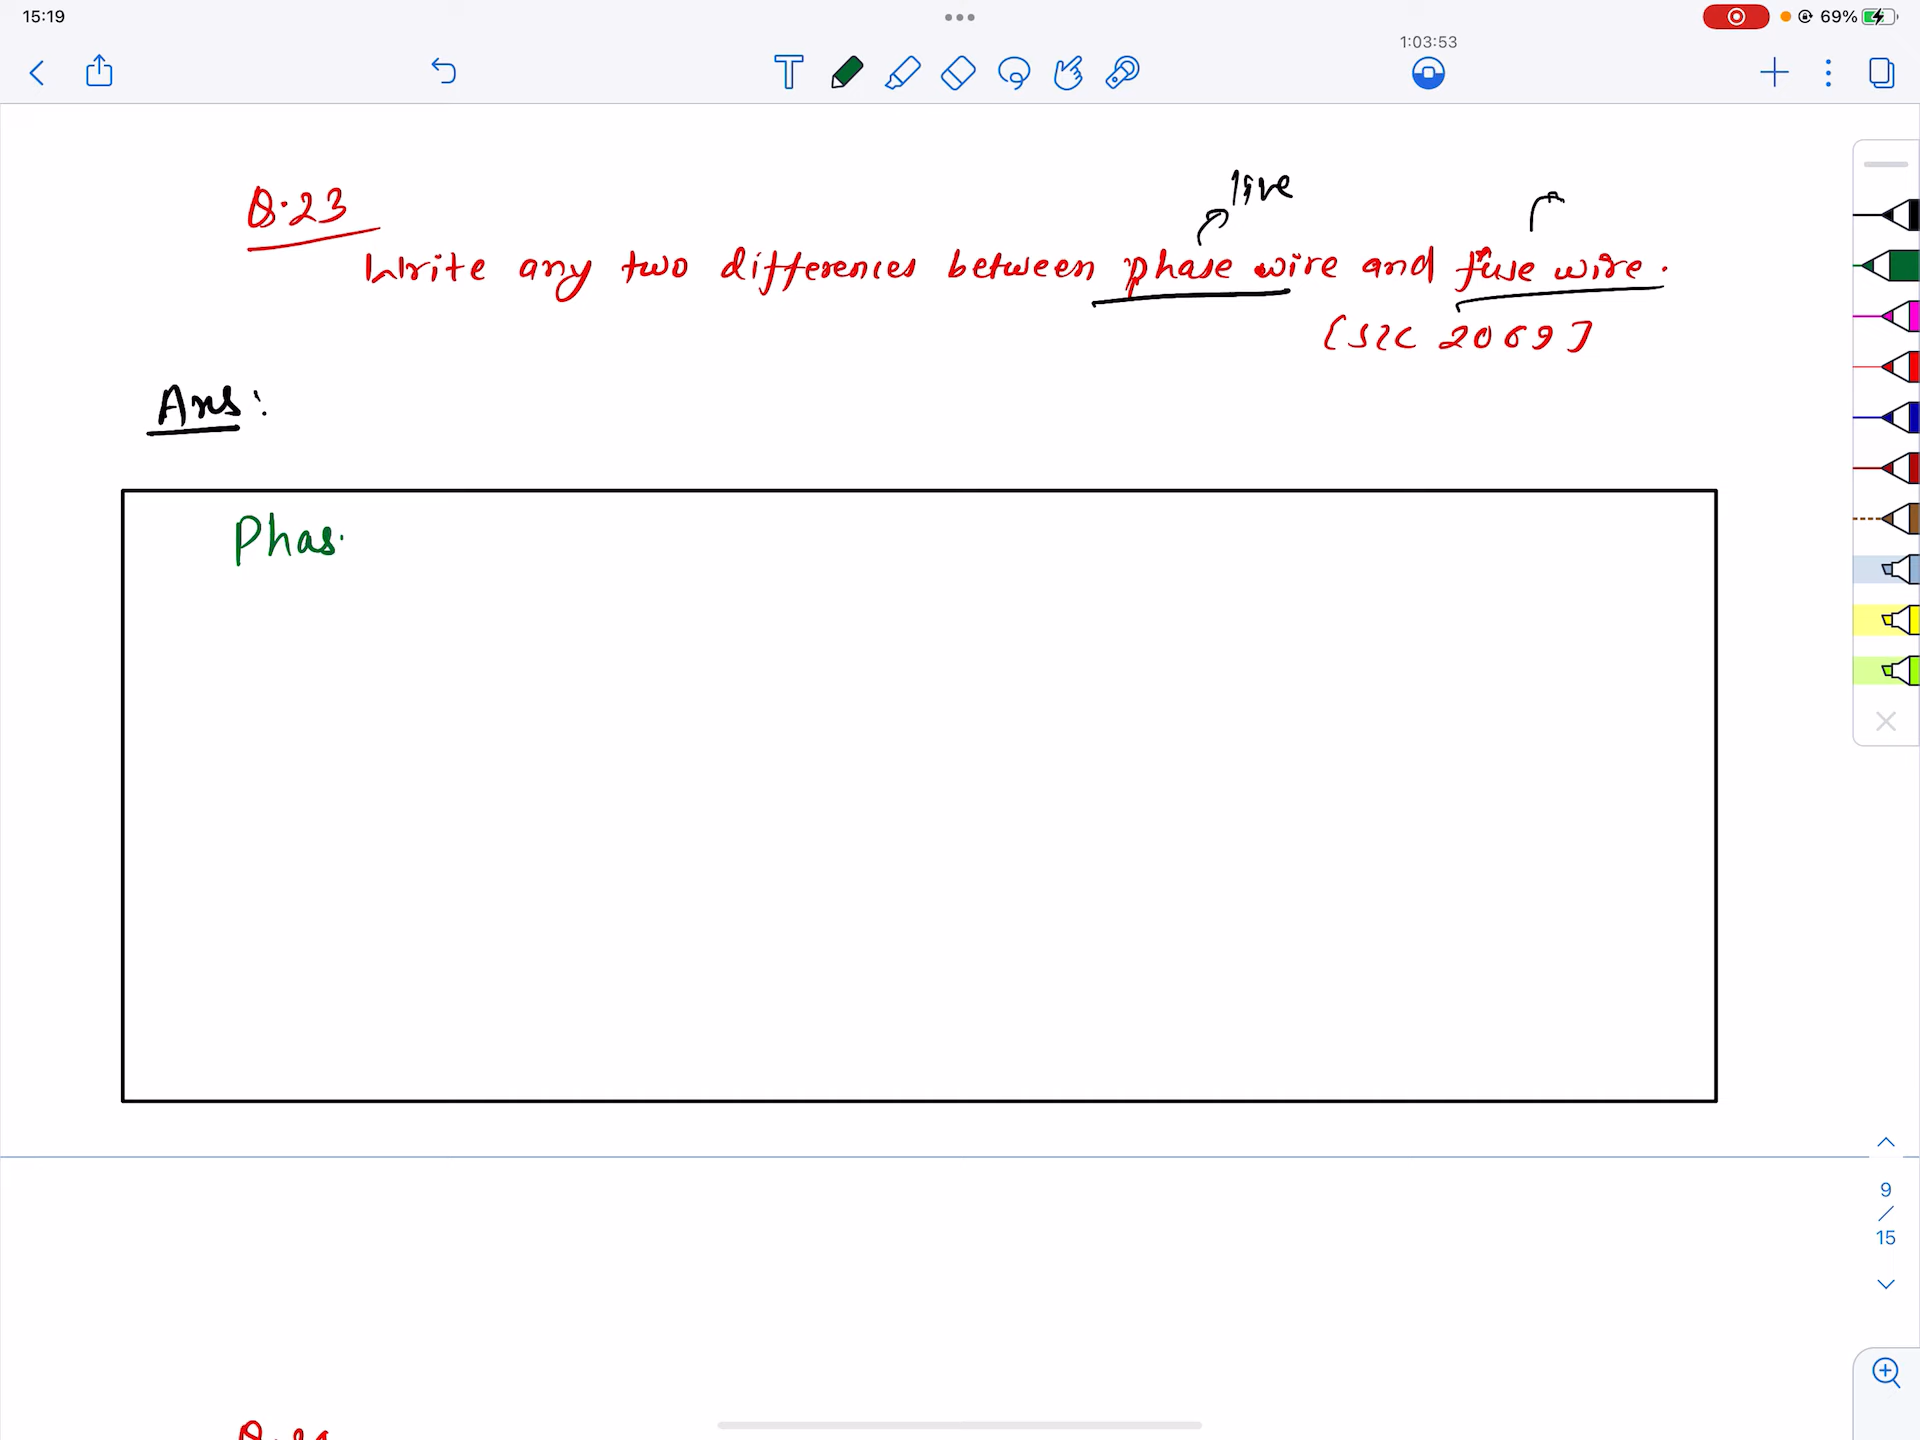 15:19
69%
1:03:53
Q.23
live
Write any two differences between phase wire and fuse wire.
[SLC 2069]
Ans:
Phas
9
/
15